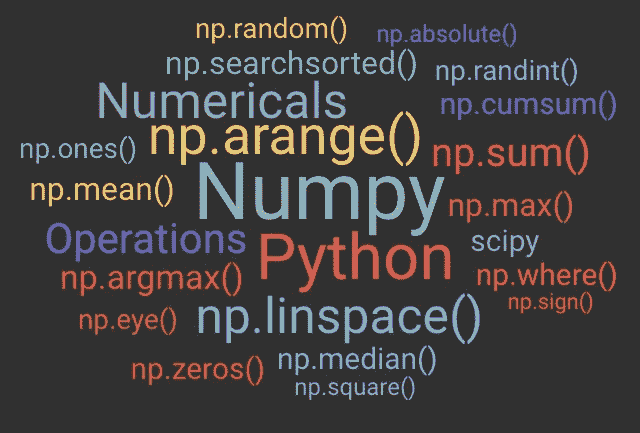 np.random()
np.absolute()
np.searchsorted()
np.randint()
Numericals
np.cumsum()
np.ones()
np.arange()
np.sum()
np.mean()
Numpy
np.max()
Operations
Python
scipy
np.argmax()
np.where()
np.sign()
np.eye()
np.linspace()
np.zeros()
np.median()
np.square()